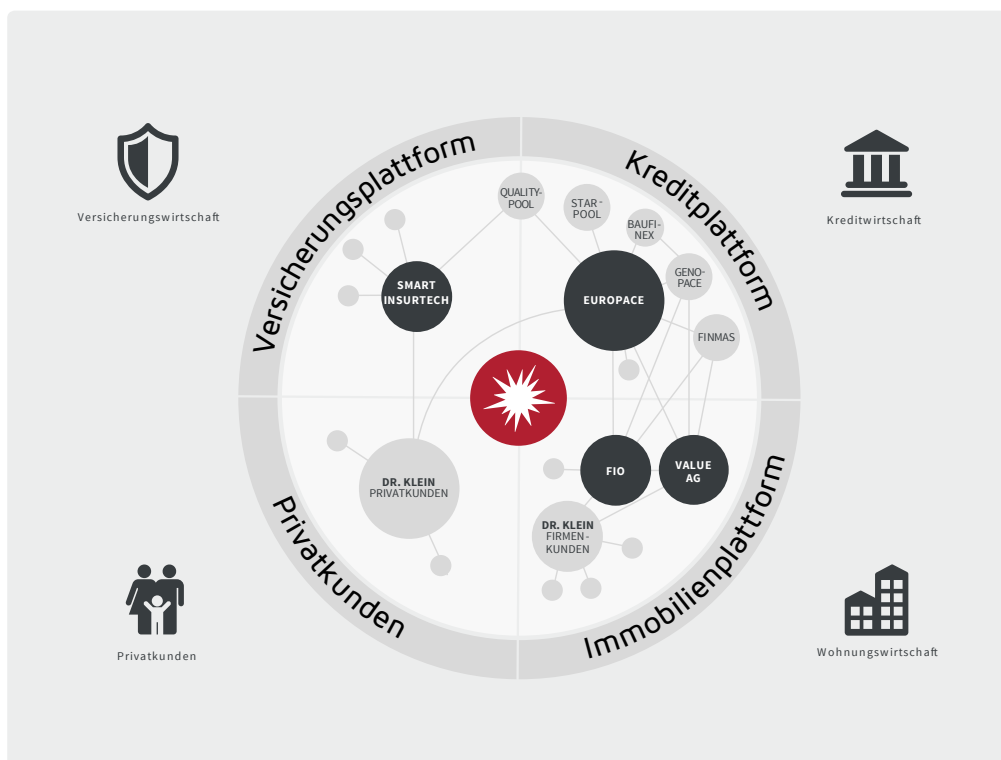 Versicherungswirtschaft
Kreditwirtschaft
Versicherungsplattform
Kreditplattform
QUALITY-
POOL
STAR-
POOL
BAUFI-
NEX
GENO-
PACE
SMART
INSURTECH
EUROPACE
FINMAS
DR. KLEIN
PRIVATKUNDEN
FIO
VALUE
AG
DR. KLEIN
FIRMEN-
KUNDEN
Privatkunden
Immobilienplattform
Privatkunden
Wohnungswirtschaft